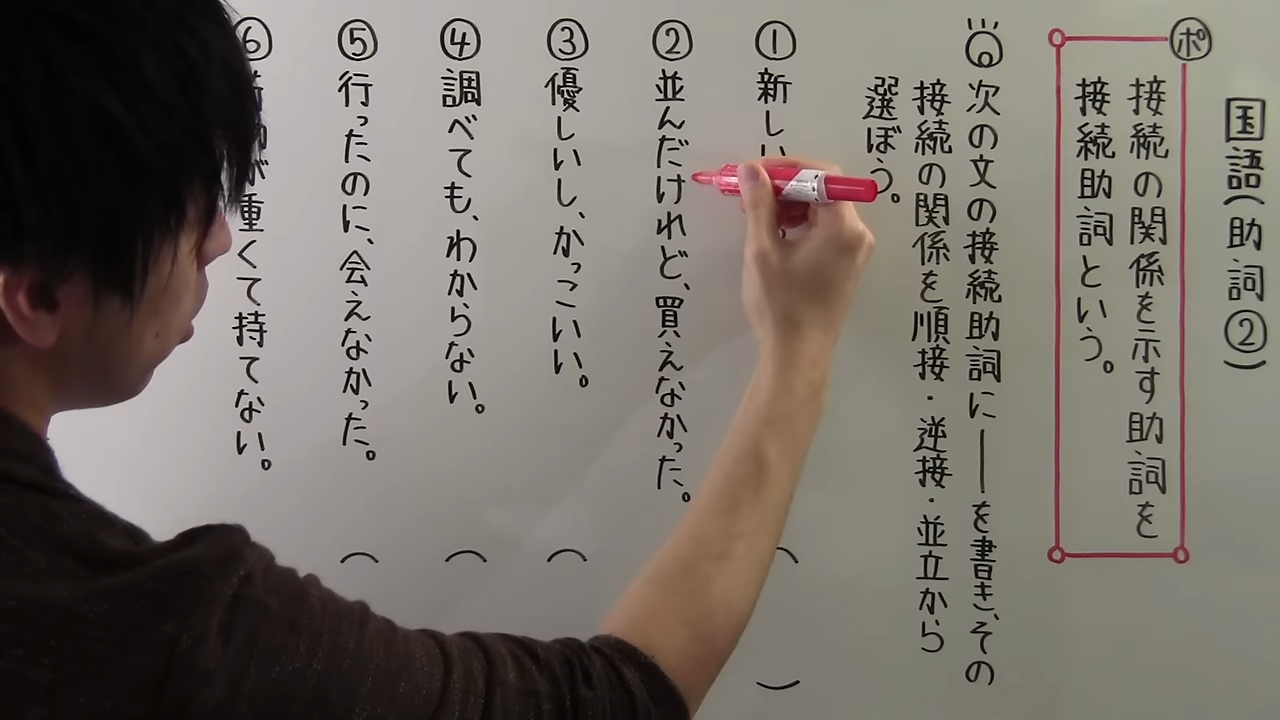 国語(助詞②)
ポ
接続の関係を示す助詞を
接続助詞という。
次の文の接続助詞に―を書き、その
接続の関係を順接・逆接・並立から
選ぼう。
①新しい
②並んだけれど、買えなかった。
③優しいし、かっこいい。
④調べても、わからない。
⑤行ったのに、会えなかった。
⑥が重くて持てない。